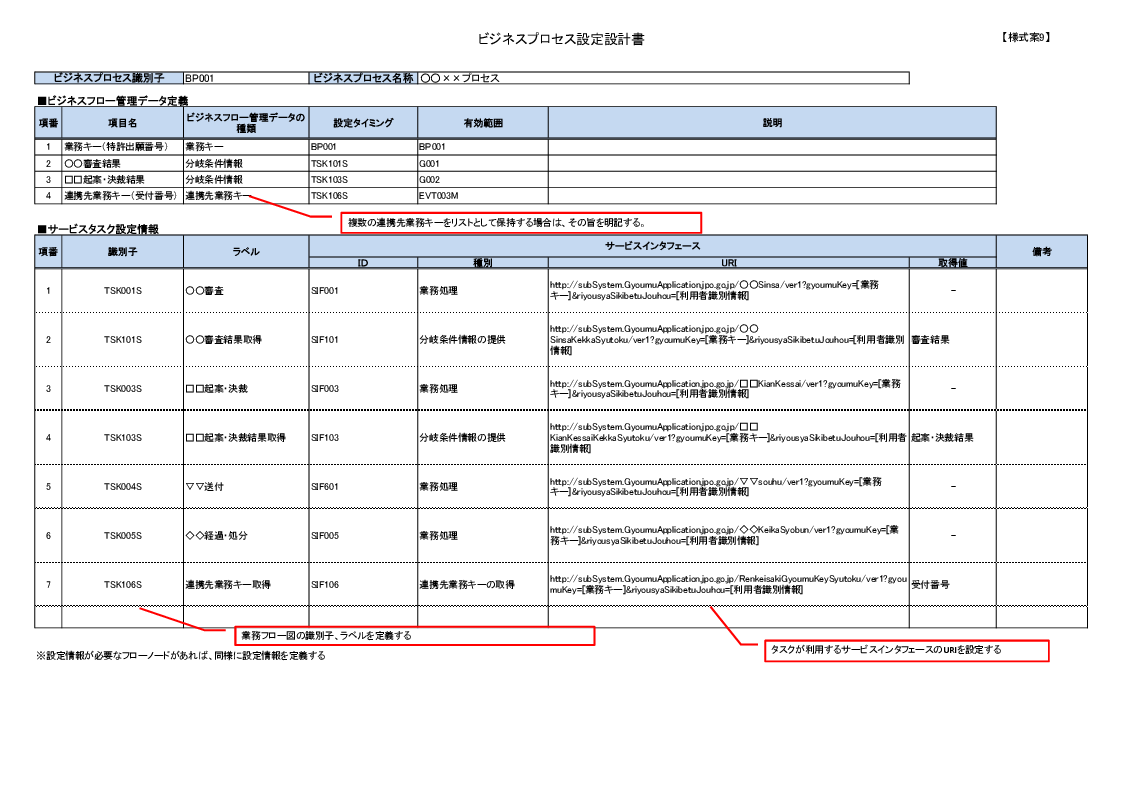 ビジネスプロセス設定設計書
【様式案9】
ビジネスプロセス識別子 BP001 ビジネスプロセス名称 〇〇××プロセス
■ビジネスフロー管理データ定義
項番 項目名 ビジネスフロー管理データの種類 設定タイミング 有効範囲 説明
1 業務キー(特許出願番号) 業務キー BP001 BP001
2 〇〇審査結果 分岐条件情報 TSK101S G001
3 □□起案・決裁結果 分岐条件情報 TSK103S G002
4 連携先業務キー(受付番号) 連携先業務キー TSK106S EVT003M
複数の連携先業務キーをリストとして保持する場合は、その旨を明記する。
■サービスタスク設定情報
項番 識別子 ラベル サービスインタフェース 備考
ID 種別 URI 取得値
1 TSK001S 〇〇審査 SIF001 業務処理 http://subSystem.GyoumuApplication.jpo.go.jp/〇〇Sinsa/ver1?gyoumuKey=[業務
キー]&riyousyaSikibetuJouhou=[利用者識別情報] －
2 TSK101S 〇〇審査結果取得 SIF101 分岐条件情報の提供 http://subSystem.GyoumuApplication.jpo.go.jp/〇〇
SinsaKekkaSyutoku/ver1?gyoumuKey=[業務キー]&riyousyaSikibetuJouhou=[利用者識別
情報] 審査結果
3 TSK003S □□起案・決裁 SIF003 業務処理 http://subSystem.GyoumuApplication.jpo.go.jp/□□KianKessai/ver1?gyoumuKey=[業務
キー]&riyousyaSikibetuJouhou=[利用者識別情報] －
4 TSK103S □□起案・決裁結果取得 SIF103 分岐条件情報の提供 http://subSystem.GyoumuApplication.jpo.go.jp/□□
KianKessaiKekkaSyutoku/ver1?gyoumuKey=[業務キー]&riyousyaSikibetuJouhou=[利用者
識別情報] 起案・決裁結果
5 TSK004S ▽▽送付 SIF601 業務処理 http://subSystem.GyoumuApplication.jpo.go.jp/▽▽souhu/ver1?gyoumuKey=[業務
キー]&riyousyaSikibetuJouhou=[利用者識別情報] －
6 TSK005S ◇◇経過・処分 SIF005 業務処理 http://subSystem.GyoumuApplication.jpo.go.jp/◇◇KeikaSyobun/ver1?gyoumuKey=[業
務キー]&riyousyaSikibetuJouhou=[利用者識別情報] －
7 TSK106S 連携先業務キー取得 SIF106 連携先業務キーの取得 http://subSystem.GyoumuApplication.jpo.go.jp/RenkeisakiGyoumuKeySyutoku/ver1?gyou
muKey=[業務キー]&riyousyaSikibetuJouhou=[利用者識別情報] 受付番号
業務フロー図の識別子、ラベルを定義する
タスクが利用するサービスインタフェースのURIを設定する
※設定情報が必要なフローノードがあれば、同様に設定情報を定義する